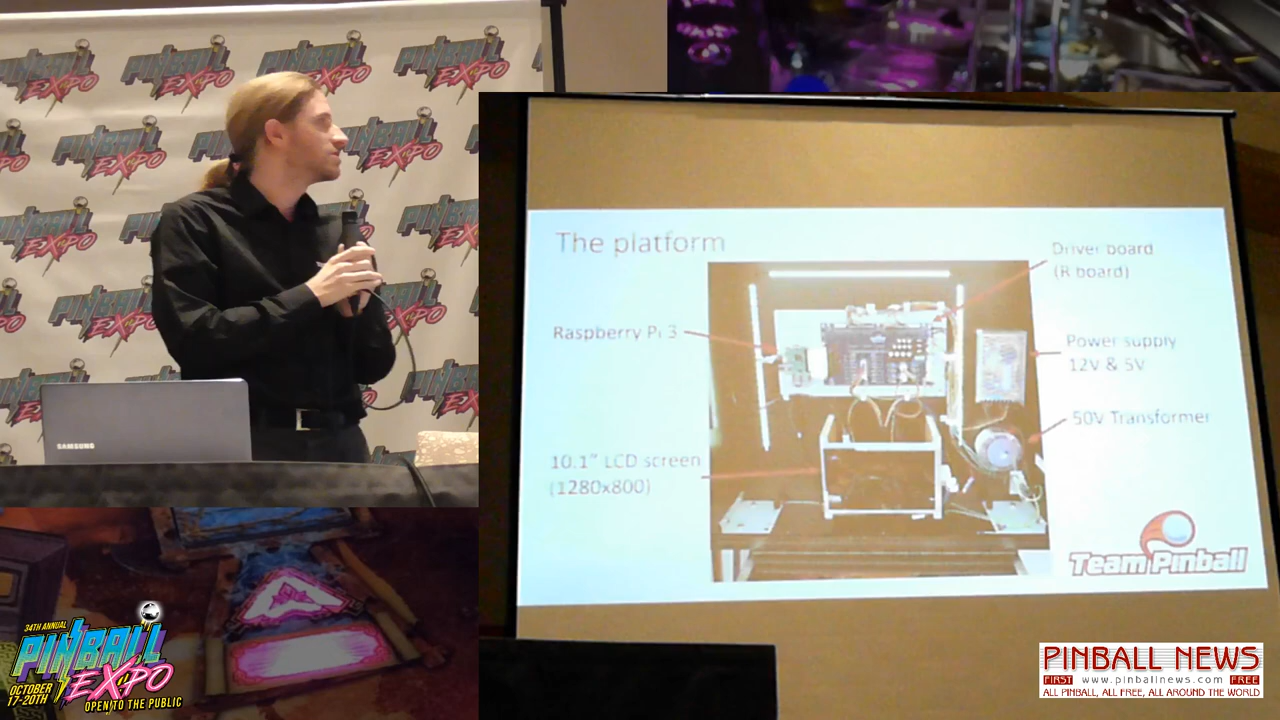 PINBALL EXPO
SAMSUNG
The platform
Driver board
(R board)
Raspberry Pi 3
Power supply
12V & 5V
50V Transformer
10.1" LCD screen
(1280x800)
Team Pinball
34TH ANNUAL
PINBALL
EXPO
OCTOBER
17-20TH
OPEN TO THE PUBLIC
PINBALL NEWS
FIRST www.pinballnews.com FREE
ALL PINBALL, ALL FREE, ALL AROUND THE WORLD